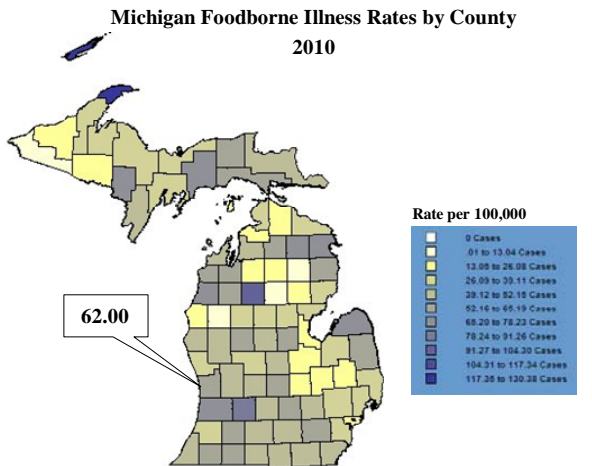 Michigan Foodborne Illness Rates by County
2010
Rate per 100,000
0 Cases
.01 to 13.04 Cases
13.05 to 26.08 Cases
26.09 to 39.11 Cases
39.12 to 52.15 Cases
52.16 to 65.19 Cases
65.20 to 78.23 Cases
78.24 to 91.26 Cases
91.27 to 104.30 Cases
104.31 to 117.34 Cases
117.35 to 130.38 Cases
62.00